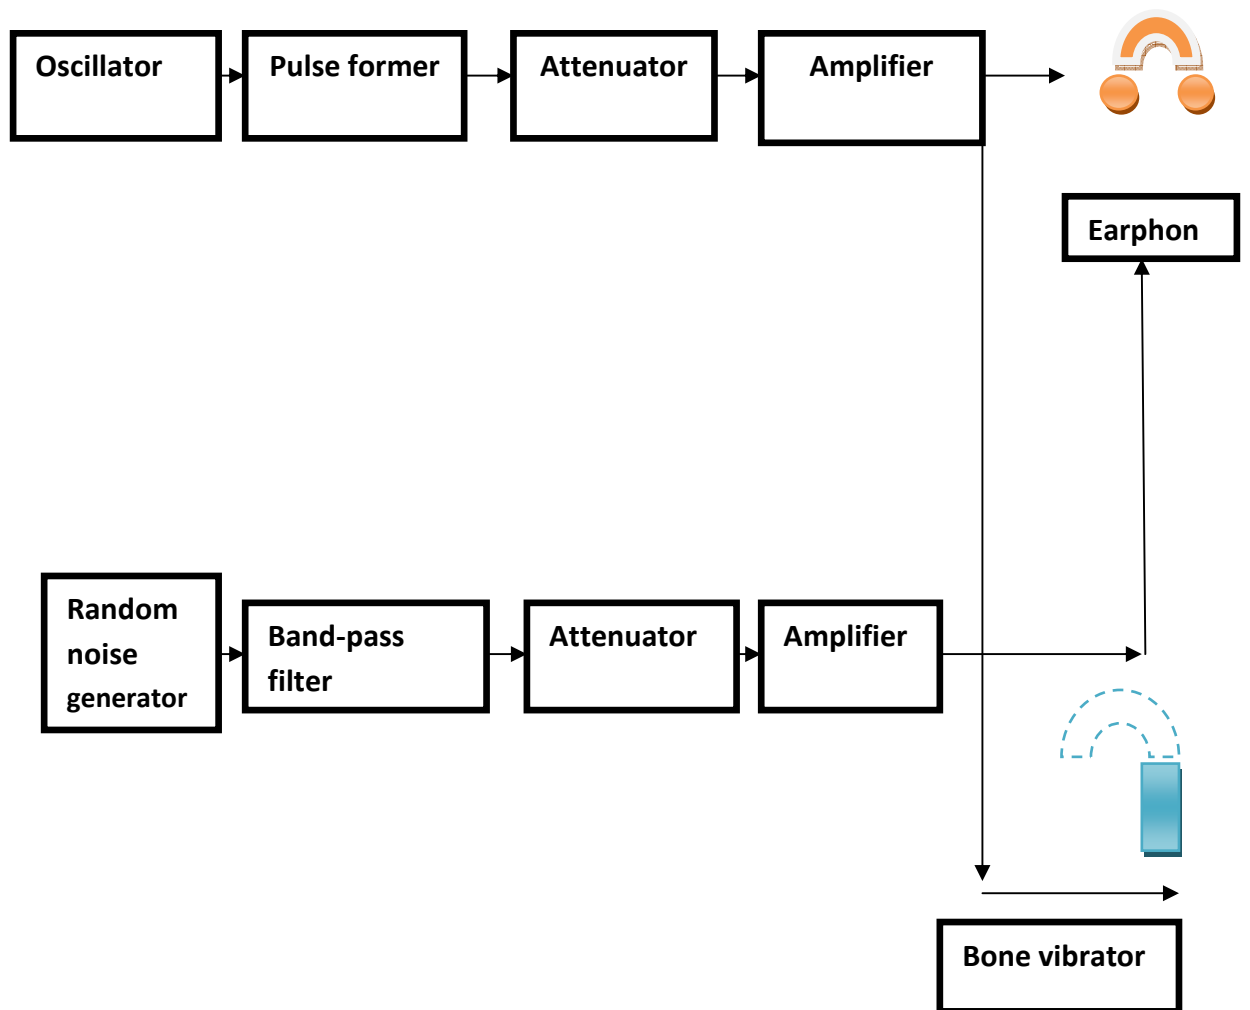 Oscillator
Pulse former
Attenuator
Amplifier
Earphon
Random
noise
generator
Band-pass
filter
Attenuator
Amplifier
Bone vibrator